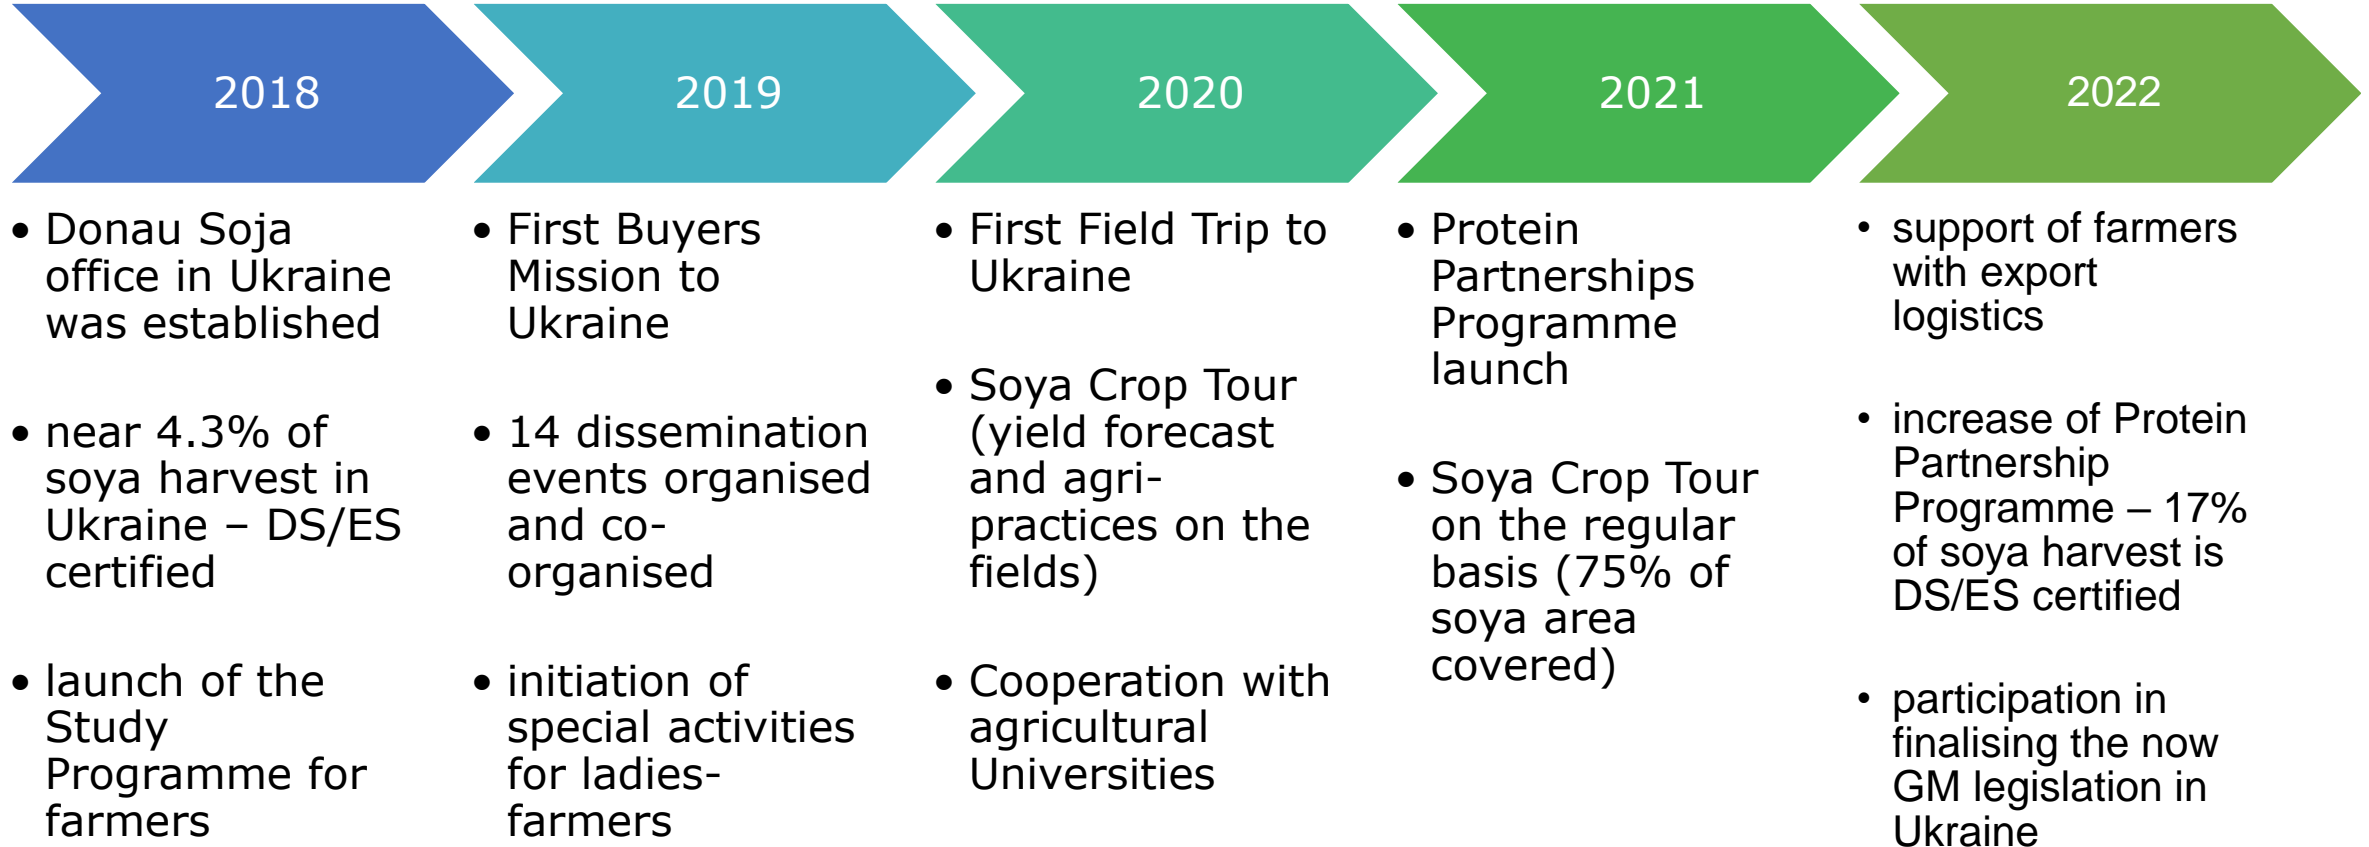 2018
2019
2020
2021
2022
• Donau Soja
office in Ukraine
was established
• near 4.3% of
soya harvest in
Ukraine – DS/ES
certified
• launch of the
Study
Programme for
farmers
• First Buyers
Mission to
Ukraine
• 14 dissemination
events organised
and co-
organised
• initiation of
special activities
for ladies-
farmers
• First Field Trip to
Ukraine
• Soya Crop Tour
(yield forecast
and agri-
practices on the
fields)
• Cooperation with
agricultural
Universities
• Protein
Partnerships
Programme
launch
• Soya Crop Tour
on the regular
basis (75% of
soya area
covered)
• support of farmers
with export
logistics
• increase of Protein
Partnership
Programme – 17%
of soya harvest is
DS/ES certified
• participation in
finalising the now
GM legislation in
Ukraine